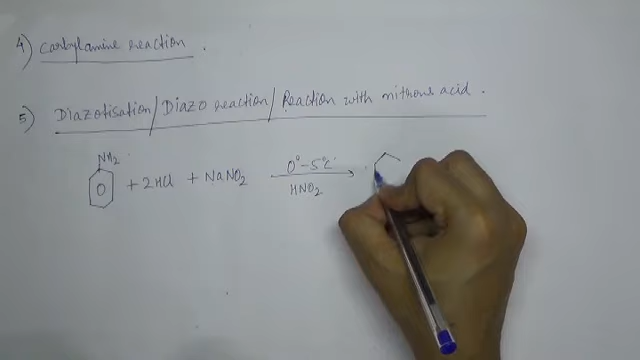 4) Carbylamine reaction .
5) Diazotisation/Diazo reaction/Reaction with nitrous acid .
NH2
+ 2HCl + NaNO2 0°-5°C
HNO2